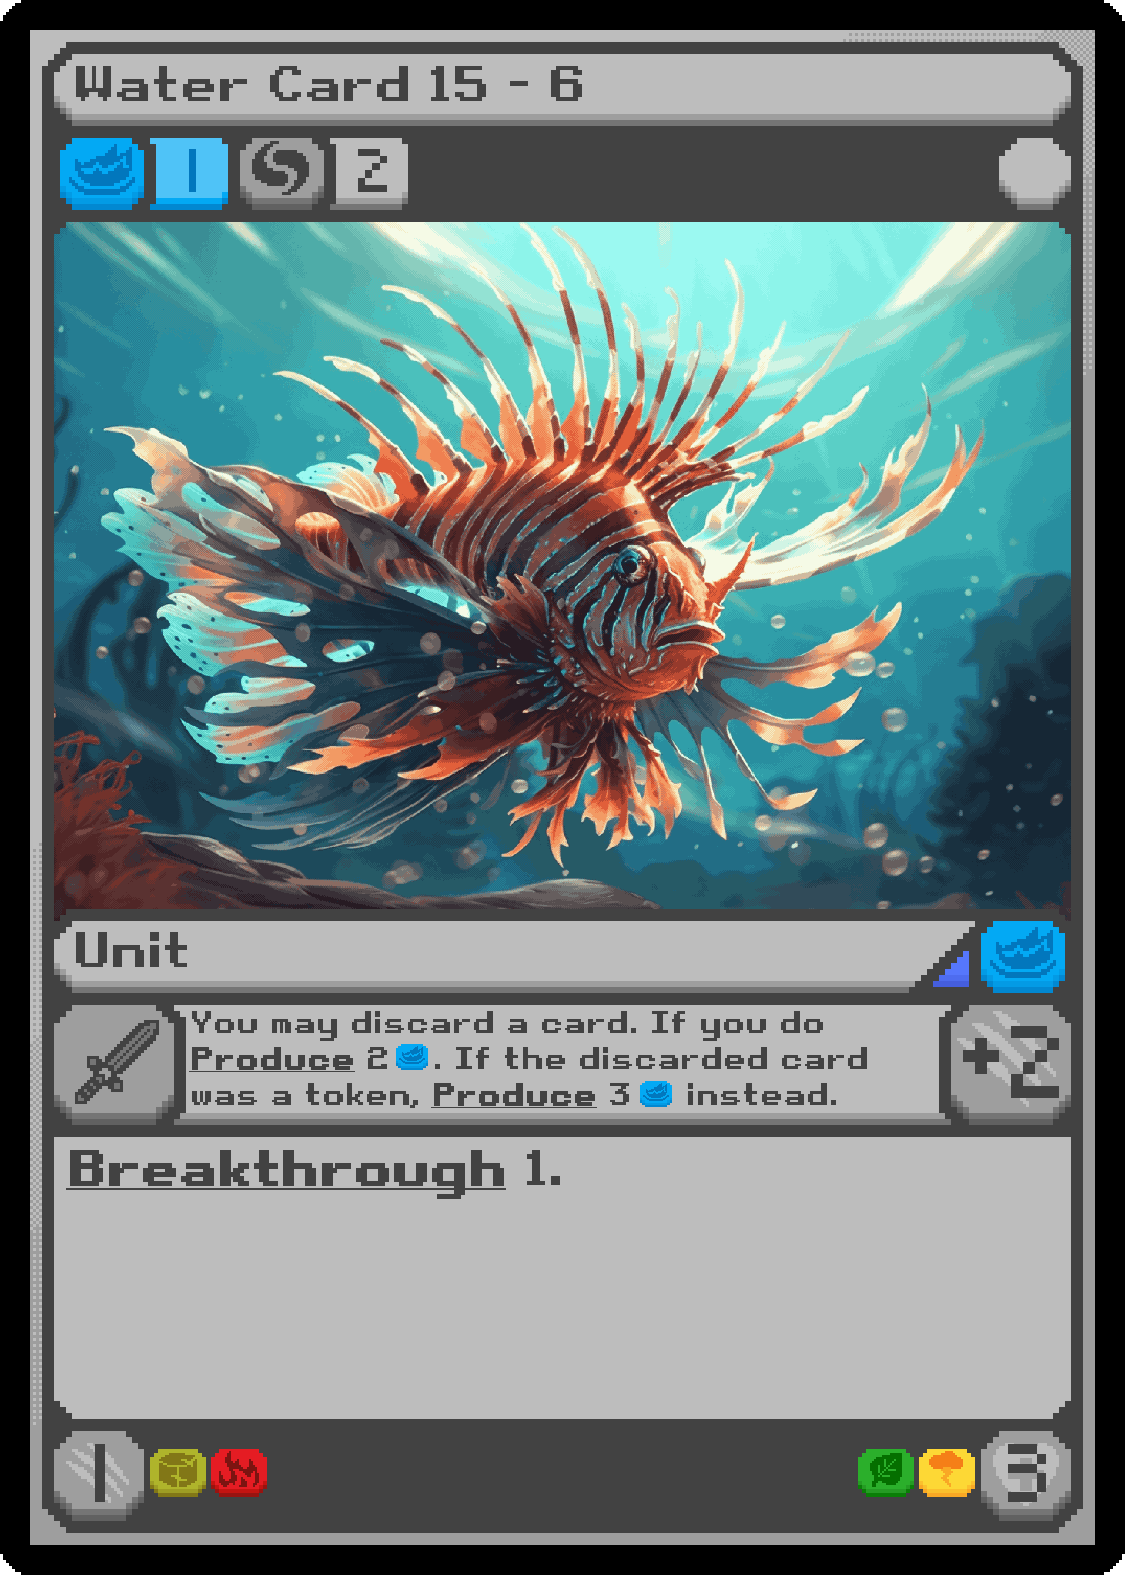 Water Card 15 - 6
1 2
Unit
You may discard a card. If you do
Produce 2 . If the discarded card
was a token, Produce 3 instead.
+2
Breakthrough 1.
1 3